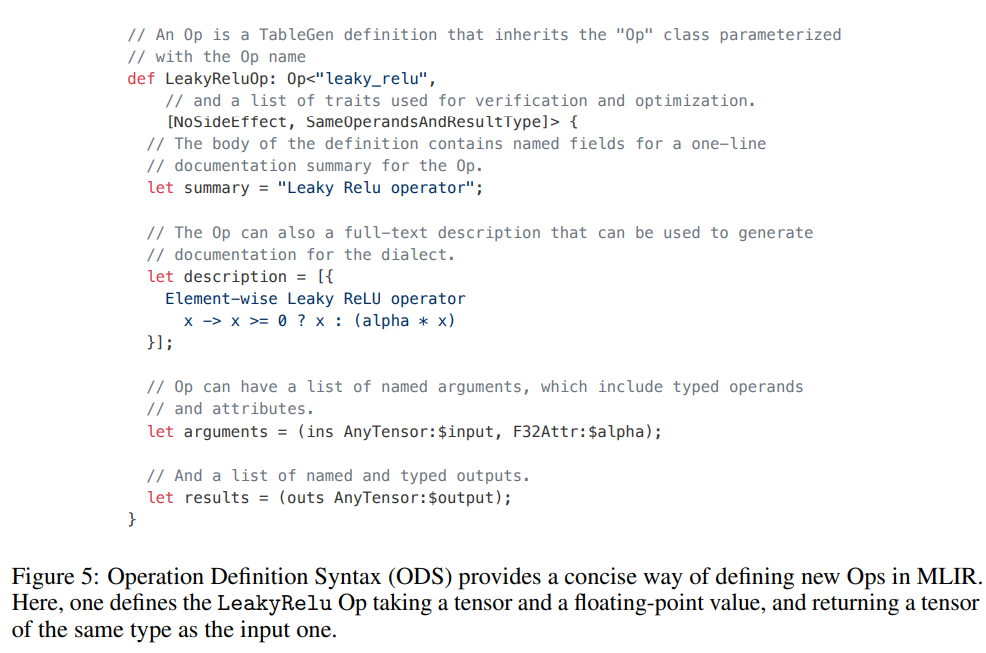 // An Op is a TableGen definition that inherits the "Op" class parameterized
// with the Op name
def LeakyReluOp: Op<"leaky_relu",
    // and a list of traits used for verification and optimization.
    [NoSideEffect, SameOperandsAndResultType]> {
  // The body of the definition contains named fields for a one-line
  // documentation summary for the Op.
  let summary = "Leaky Relu operator";

  // The Op can also a full-text description that can be used to generate
  // documentation for the dialect.
  let description = [{
    Element-wise Leaky ReLU operator
      x -> x >= 0 ? x : (alpha * x)
  }];

  // Op can have a list of named arguments, which include typed operands
  // and attributes.
  let arguments = (ins AnyTensor:$input, F32Attr:$alpha);

  // And a list of named and typed outputs.
  let results = (outs AnyTensor:$output);
}
Figure 5: Operation Definition Syntax (ODS) provides a concise way of defining new Ops in MLIR.
Here, one defines the LeakyRelu Op taking a tensor and a floating-point value, and returning a tensor
of the same type as the input one.